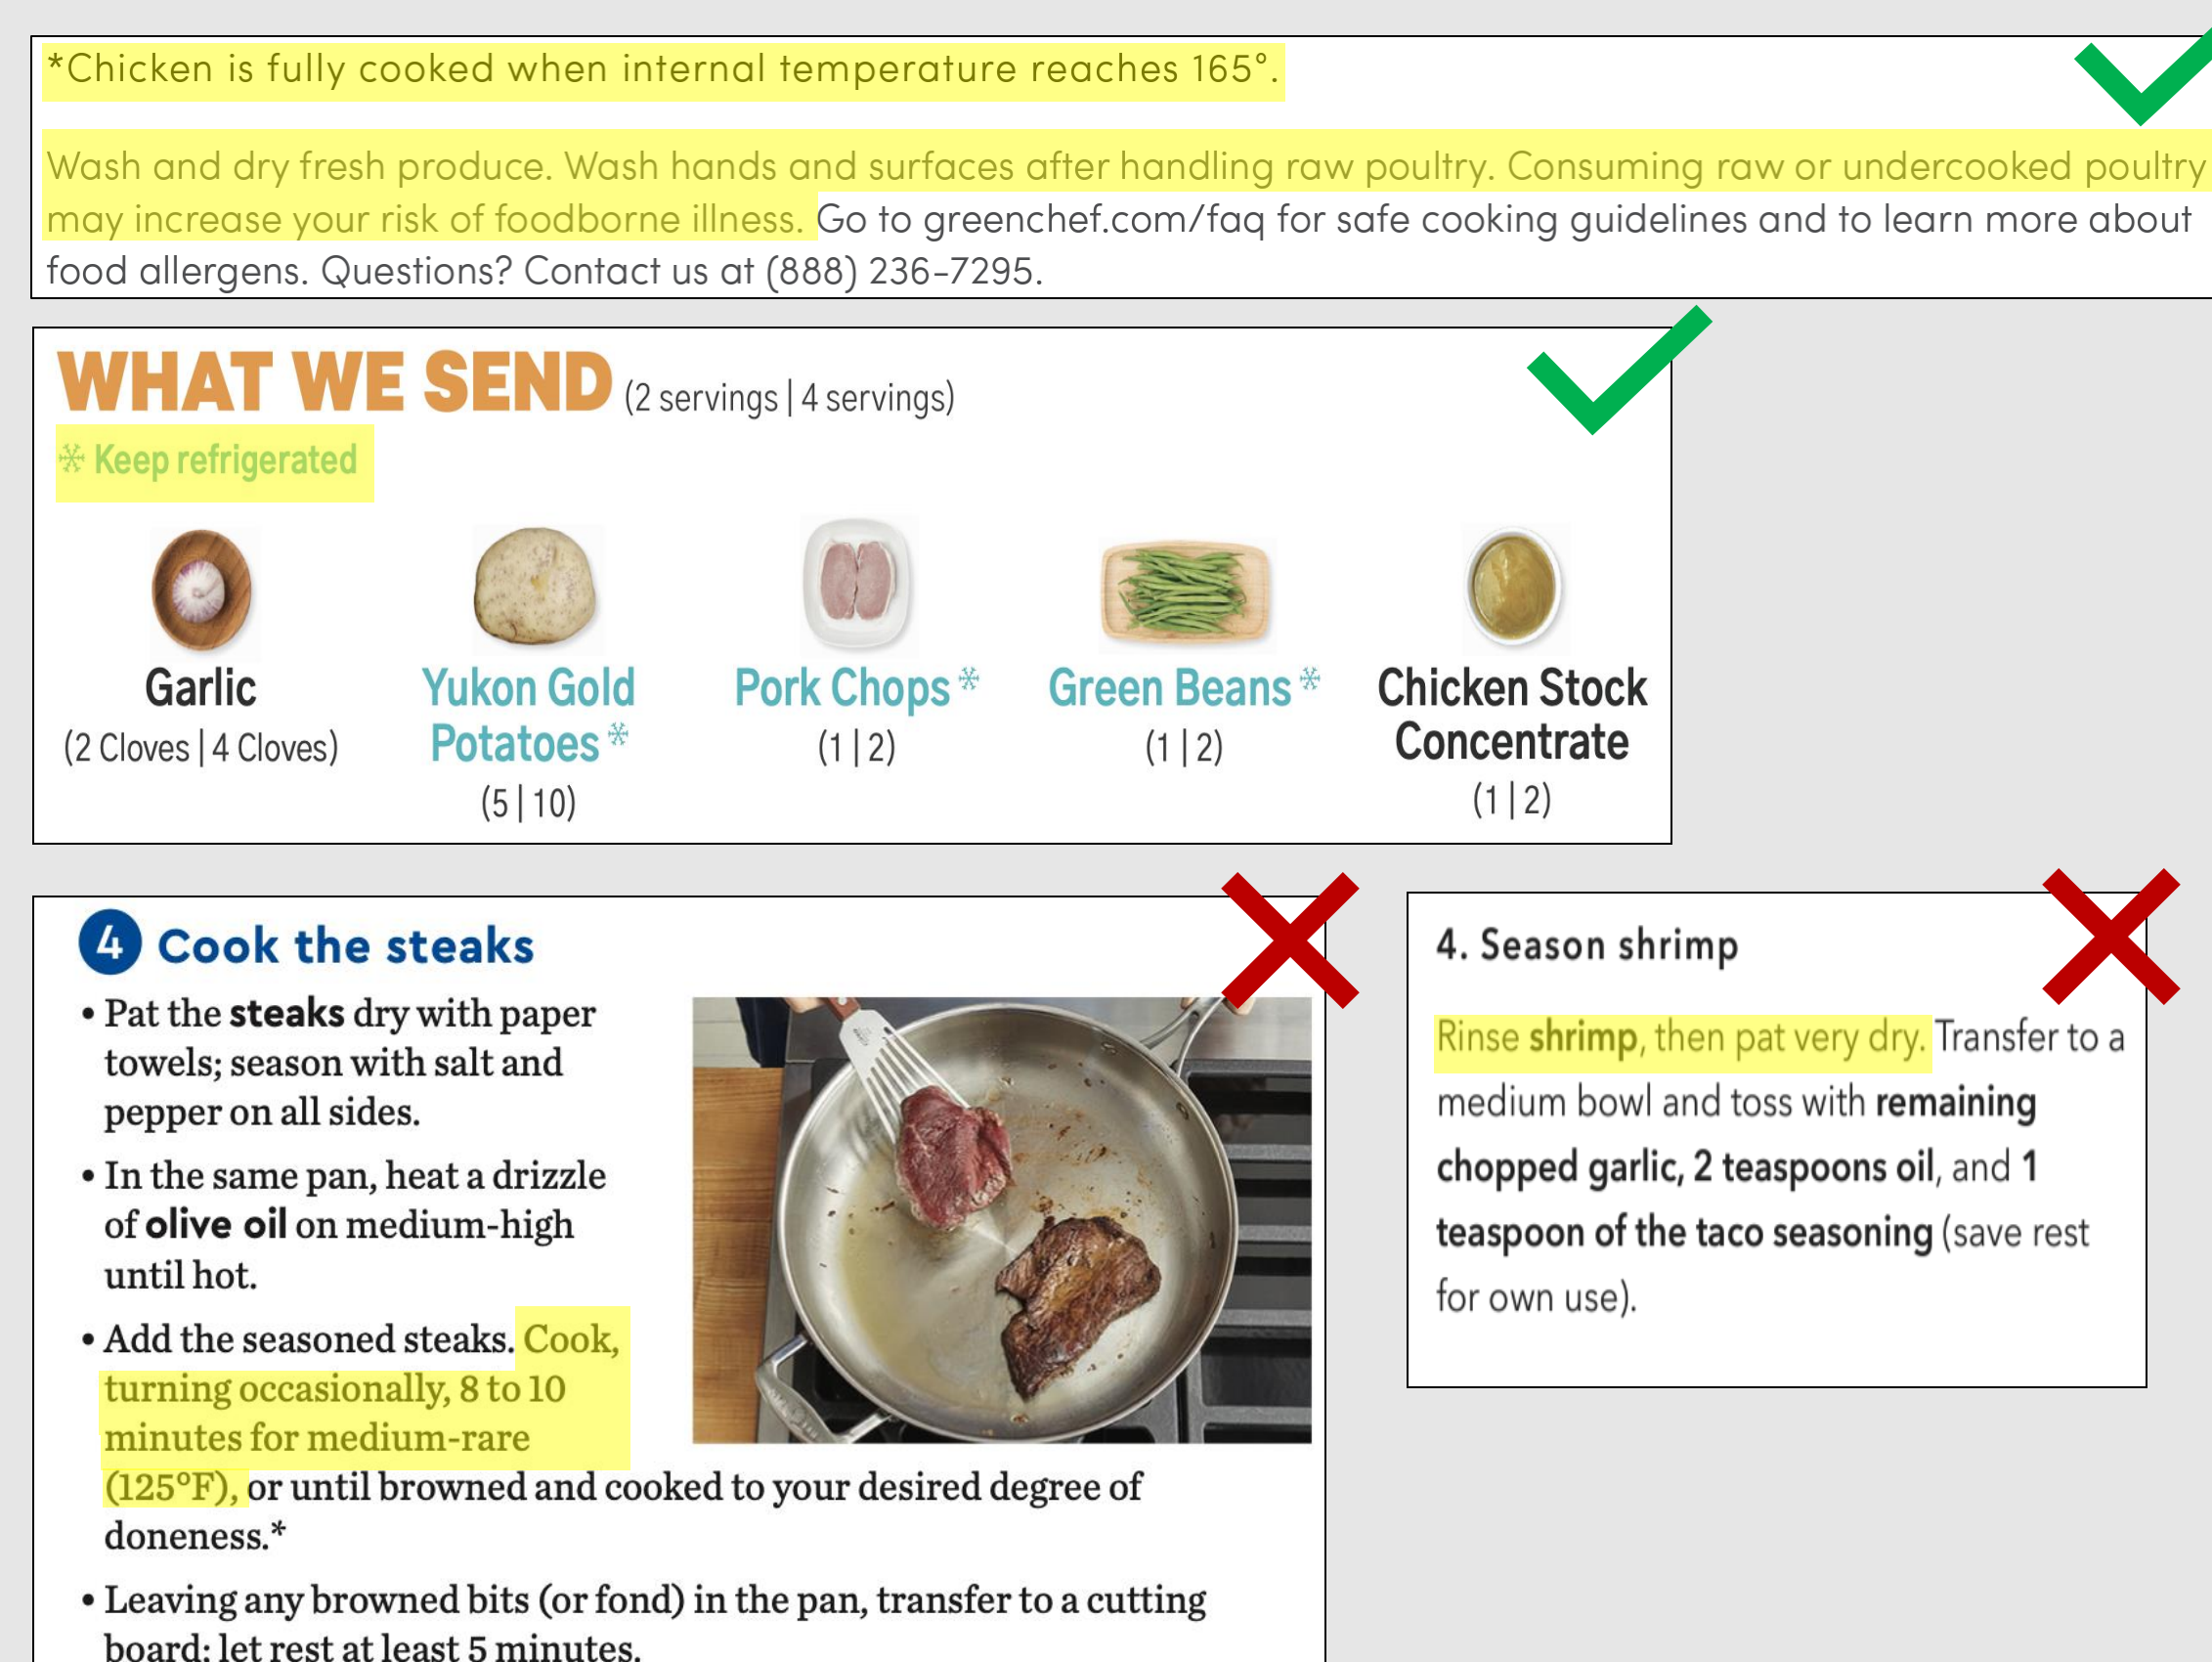 *Chicken is fully cooked when internal temperature reaches 165°.
Wash and dry fresh produce. Wash hands and surfaces after handling raw poultry. Consuming raw or undercooked poultry
may increase your risk of foodborne illness. Go to greenchef.com/faq for safe cooking guidelines and to learn more about
food allergens. Questions? Contact us at (888) 236-7295.
WHAT WE SEND (2 servings | 4 servings)
Keep refrigerated
Garlic
(2 Cloves | 4 Cloves)
Yukon Gold
Potatoes
(5 | 10)
Pork Chops
(1 | 2)
Green Beans
(1 | 2)
Chicken Stock
Concentrate
(1 | 2)
4 Cook the steaks
• Pat the steaks dry with paper
towels; season with salt and
pepper on all sides.
• In the same pan, heat a drizzle
of olive oil on medium-high
until hot.
• Add the seasoned steaks. Cook,
turning occasionally, 8 to 10
minutes for medium-rare
(125°F), or until browned and cooked to your desired degree of
doneness.*
• Leaving any browned bits (or fond) in the pan, transfer to a cutting
board; let rest at least 5 minutes.
4. Season shrimp
Rinse shrimp, then pat very dry. Transfer to a
medium bowl and toss with remaining
chopped garlic, 2 teaspoons oil, and 1
teaspoon of the taco seasoning (save rest
for own use).